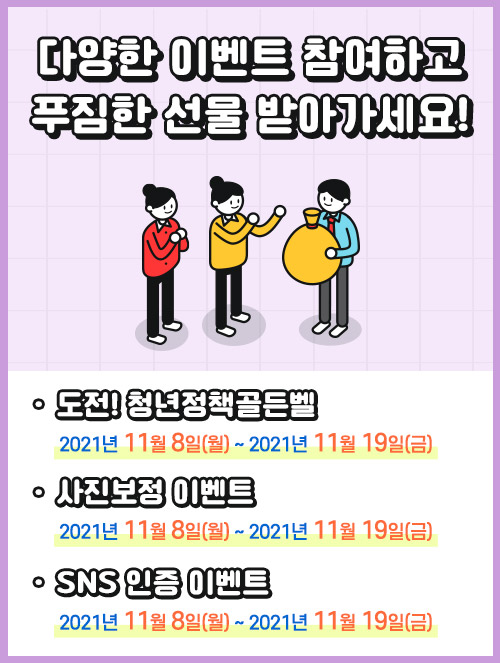 다양한 이벤트 참여하고
푸짐한 선물 받아가세요!
도전! 청년정책골든벨
2021년 11월 8일(월) ~ 2021년 11월 19일(금)
사진보정 이벤트
2021년 11월 8일(월) ~ 2021년 11월 19일(금)
SNS 인증 이벤트
2021년 11월 8일(월) ~ 2021년 11월 19일(금)